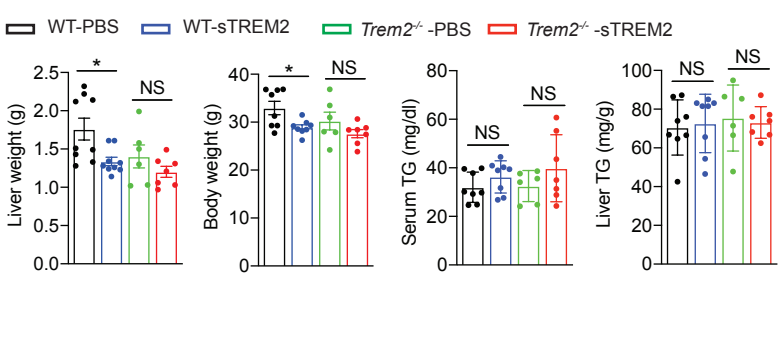 WT-PBS WT-sTREM2 Trem2-/- -PBS Trem2-/- -sTREM2
Liver weight (g)
2.5
2.0
1.5
1.0
0.5
0.0
* NS
Body weight (g)
40
30
20
10
0
* NS
Serum TG (mg/dl)
80
60
40
20
0
NS NS
Liver TG (mg/g)
100
80
60
40
20
0
NS NS